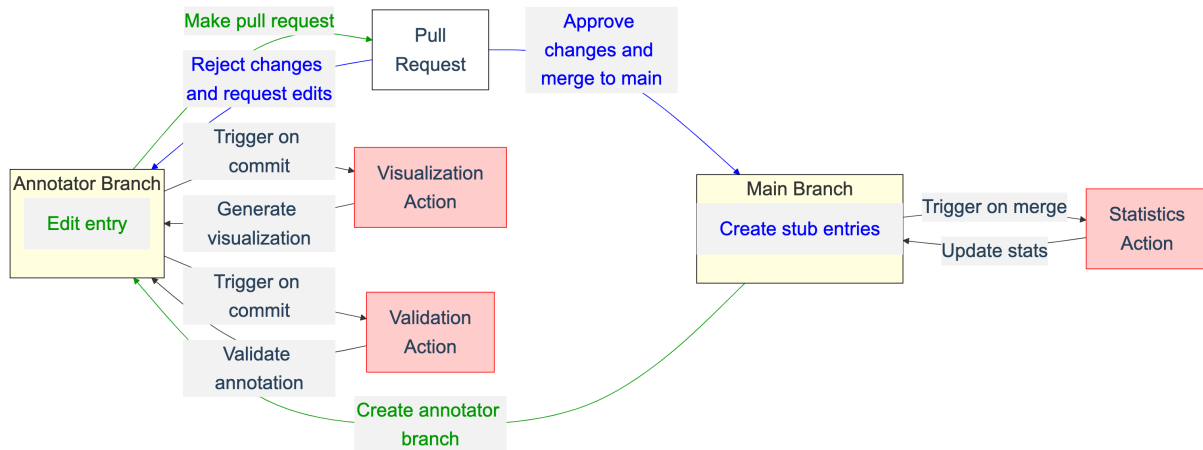 Make pull request
Pull
Request
Approve
changes and
merge to main
Reject changes
and request edits
Trigger on
commit
Visualization
Action
Annotator Branch
Edit entry
Generate
visualization
Main Branch
Create stub entries
Trigger on merge
Statistics
Action
Update stats
Trigger on
commit
Validation
Action
Validate
annotation
Create annotator
branch